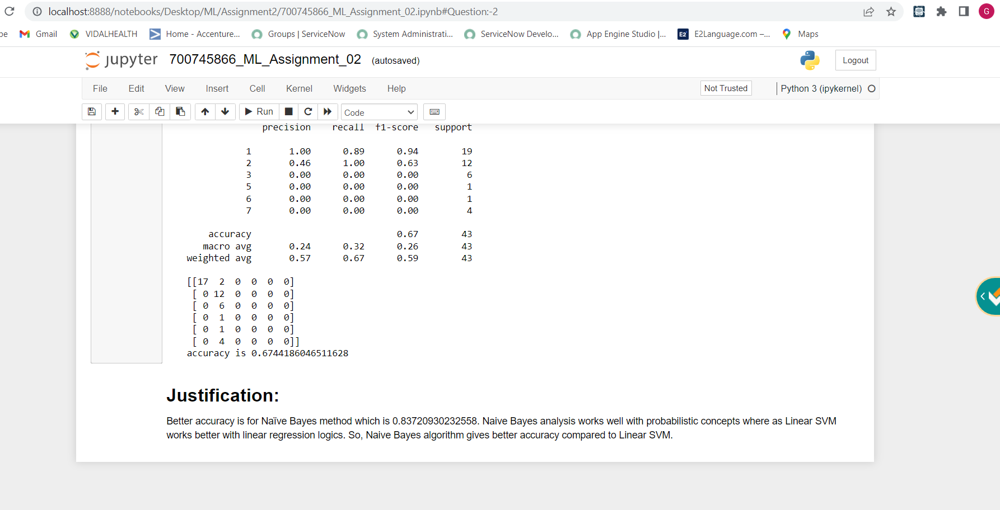 localhost:8888/notebooks/Desktop/ML/Assignment2/700745866_ML_Assignment_02.ipynb#Question:-2
G
be Gmail VIDALHEALTH Home - Accenture... Groups | ServiceNow System Administrati... ServiceNow Develo... App Engine Studio |... E2 E2Language.com –... Maps
jupyter 700745866_ML_Assignment_02 (autosaved) Logout
File Edit View Insert Cell Kernel Widgets Help Not Trusted Python 3 (ipykernel)
Run Code
precision recall f1-score support
1 1.00 0.89 0.94 19
2 0.46 1.00 0.63 12
3 0.00 0.00 0.00 6
5 0.00 0.00 0.00 1
6 0.00 0.00 0.00 1
7 0.00 0.00 0.00 4
accuracy 0.67 43
macro avg 0.24 0.32 0.26 43
weighted avg 0.57 0.67 0.59 43
[[17 2 0 0 0 0]
[ 0 12 0 0 0 0]
[ 0 6 0 0 0 0]
[ 0 1 0 0 0 0]
[ 0 1 0 0 0 0]
[ 0 4 0 0 0 0]]
accuracy is 0.6744186046511628
Justification:
Better accuracy is for Naïve Bayes method which is 0.83720930232558. Naive Bayes analysis works well with probabilistic concepts where as Linear SVM
works better with linear regression logics. So, Naive Bayes algorithm gives better accuracy compared to Linear SVM.